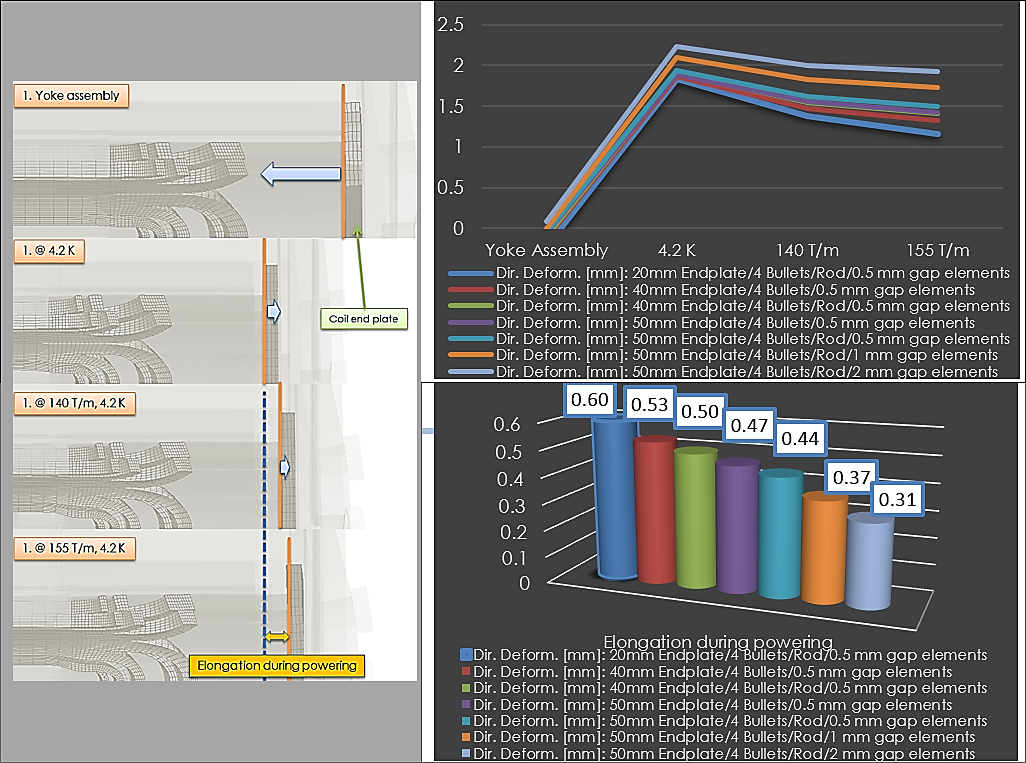 1. Yoke assembly
1. @ 4.2 K
Coil end plate
1. @ 140 T/m, 4.2K
1. @ 155 T/m, 4.2K
Elongation during powering
2.5
2
1.5
1
0.5
0
Yoke Assembly 4.2 K 140 T/m 155 T/m
Dir. Deform. [mm]: 20mm Endplate/4 Bullets/Rod/0.5 mm gap elements
Dir. Deform. [mm]: 40mm Endplate/4 Bullets/0.5 mm gap elements
Dir. Deform. [mm]: 40mm Endplate/4 Bullets/Rod/0.5 mm gap elements
Dir. Deform. [mm]: 50mm Endplate/4 Bullets/0.5 mm gap elements
Dir. Deform. [mm]: 50mm Endplate/4 Bullets/Rod/0.5 mm gap elements
Dir. Deform. [mm]: 50mm Endplate/4 Bullets/Rod/1 mm gap elements
Dir. Deform. [mm]: 50mm Endplate/4 Bullets/Rod/2 mm gap elements
0.60 0.53 0.50 0.47 0.44 0.37 0.31
0.6
0.5
0.4
0.3
0.2
0.1
0
Elongation during powering
Dir. Deform. [mm]: 20mm Endplate/4 Bullets/Rod/0.5 mm gap elements
Dir. Deform. [mm]: 40mm Endplate/4 Bullets/0.5 mm gap elements
Dir. Deform. [mm]: 40mm Endplate/4 Bullets/Rod/0.5 mm gap elements
Dir. Deform. [mm]: 50mm Endplate/4 Bullets/0.5 mm gap elements
Dir. Deform. [mm]: 50mm Endplate/4 Bullets/Rod/0.5 mm gap elements
Dir. Deform. [mm]: 50mm Endplate/4 Bullets/Rod/1 mm gap elements
Dir. Deform. [mm]: 50mm Endplate/4 Bullets/Rod/2 mm gap elements